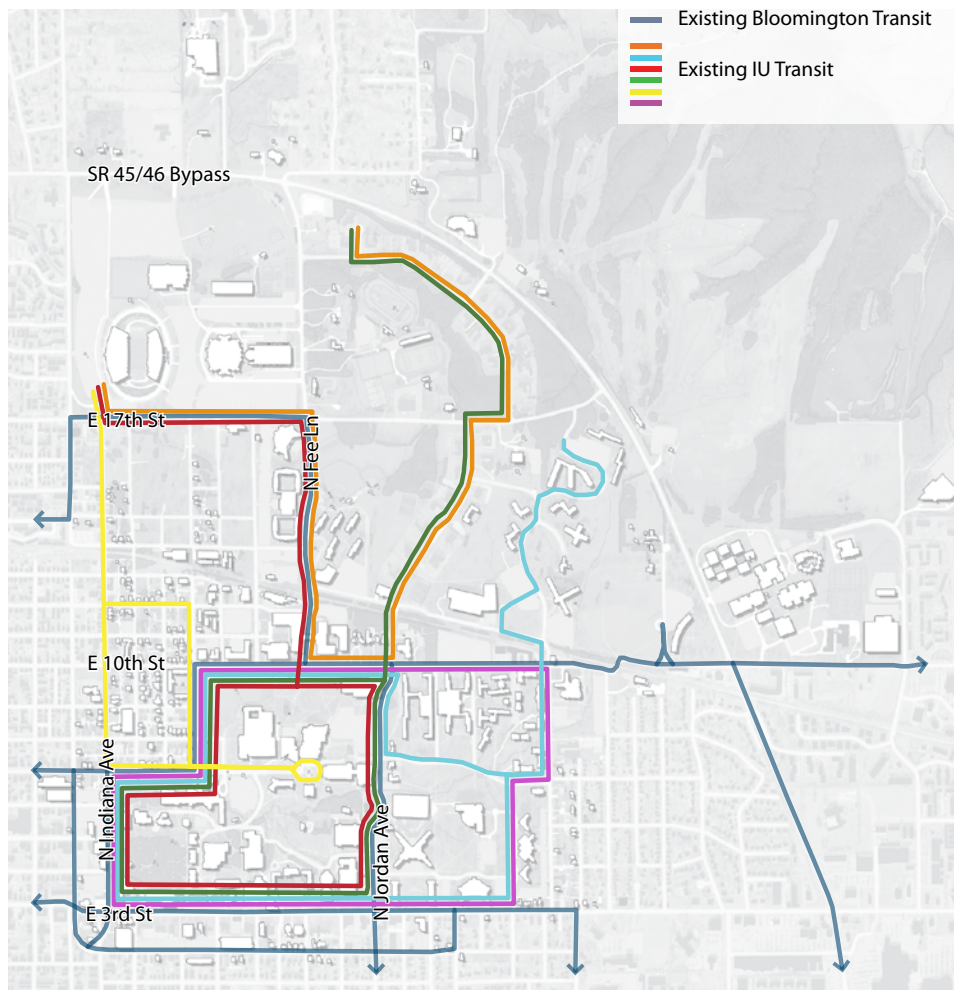 Existing Bloomington Transit
Existing IU Transit
SR 45/46 Bypass
E 17th St
N Fee Ln
E 10th St
N Indiana Ave
N Jordan Ave
E 3rd St